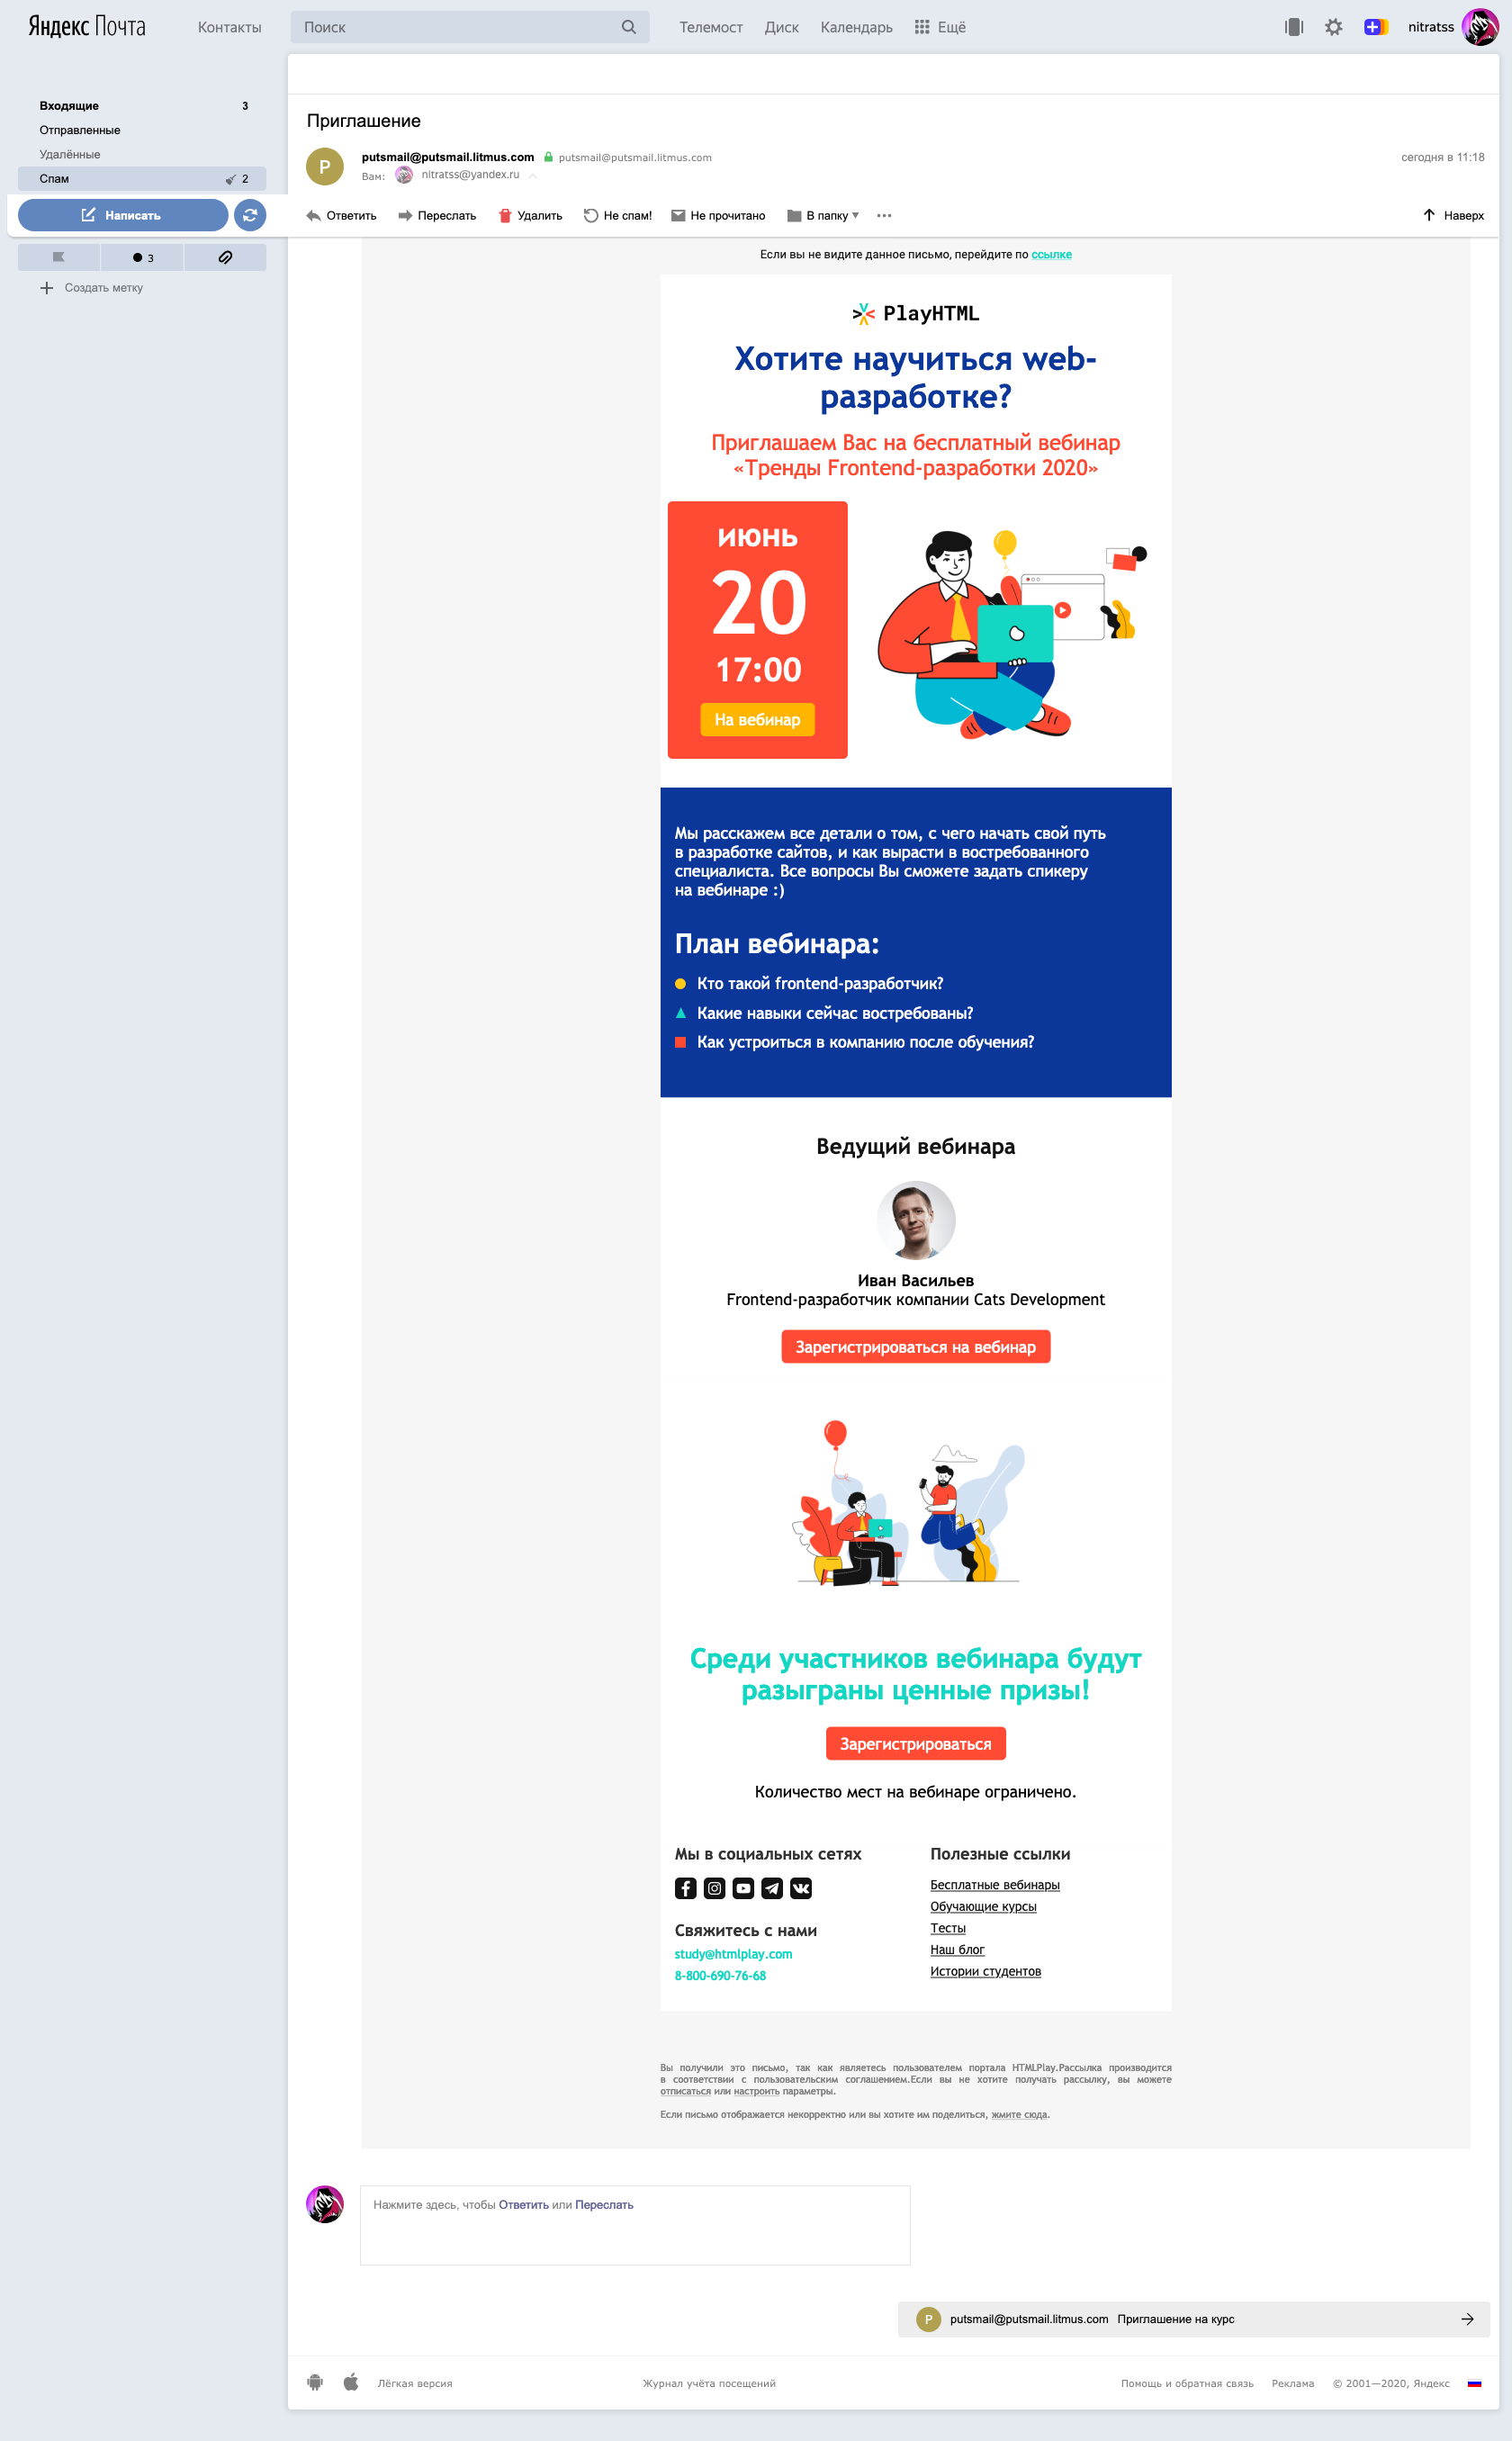 Яндекс Почта
Контакты
Поиск
Телемост
Диск
Календарь
Ещё
nitratss
Входящие 3
Отправленные
Удалённые
Спам 2
Написать
3
Создать метку
Приглашение
P
putsmail@putsmail.litmus.com putsmail@putsmail.litmus.com
сегодня в 11:18
Вам: nitratss@yandex.ru
Ответить
Переслать
Удалить
Не спам!
Не прочитано
В папку
Наверх
Если вы не видите данное письмо, перейдите по ссылке
PlayHTML
Хотите научиться web-
разработке?
Приглашаем Вас на бесплатный вебинар
«Тренды Frontend-разработки 2020»
июнь
20
17:00
На вебинар
Мы расскажем все детали о том, с чего начать свой путь
в разработке сайтов, и как вырасти в востребованного
специалиста. Все вопросы Вы сможете задать спикеру
на вебинаре :)
План вебинара:
Кто такой frontend-разработчик?
Какие навыки сейчас востребованы?
Как устроиться в компанию после обучения?
Ведущий вебинара
Иван Васильев
Frontend-разработчик компании Cats Development
Зарегистрироваться на вебинар
Среди участников вебинара будут
разыграны ценные призы!
Зарегистрироваться
Количество мест на вебинаре ограничено.
Мы в социальных сетях
Свяжитесь с нами
study@htmlplay.com
8-800-690-76-68
Полезные ссылки
Бесплатные вебинары
Обучающие курсы
Тесты
Наш блог
Истории студентов
Вы получили это письмо, так как являетесь пользователем портала HTMLPlay.Рассылка производится
в соответствии с пользовательским соглашением.Если вы не хотите получать рассылку, вы можете
отписаться или настроить параметры.
Если письмо отображается некорректно или вы хотите им поделиться, жмите сюда.
Нажмите здесь, чтобы Ответить или Переслать
P putsmail@putsmail.litmus.com Приглашение на курс
Лёгкая версия
Журнал учёта посещений
Помощь и обратная связь
Реклама
© 2001—2020, Яндекс